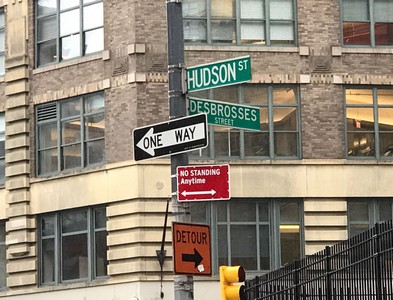 HUDSON ST
DESBROSSES
STREET
ONE WAY
NO STANDING
Anytime
DETOUR